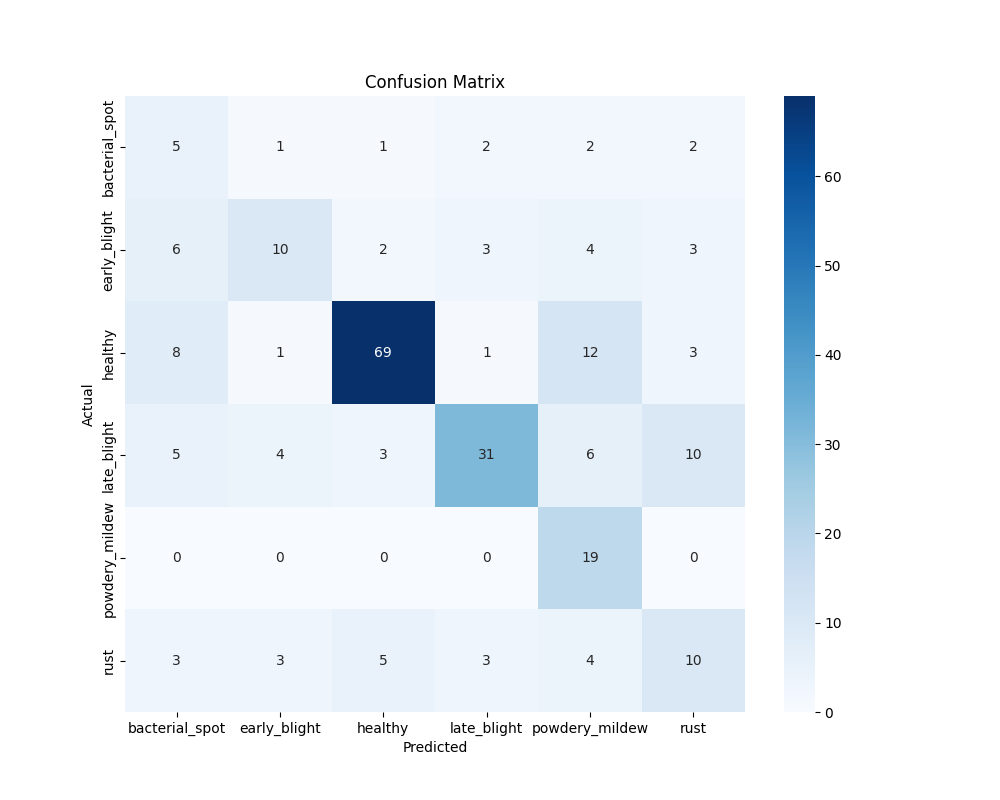 Confusion Matrix
bacterial_spot 5 1 1 2 2 2
early_blight 6 10 2 3 4 3
healthy 8 1 69 1 12 3
late_blight 5 4 3 31 6 10
powdery_mildew 0 0 0 0 19 0
rust 3 3 5 3 4 10
bacterial_spot early_blight healthy late_blight powdery_mildew rust
Predicted
Actual
60
50
40
30
20
10
0